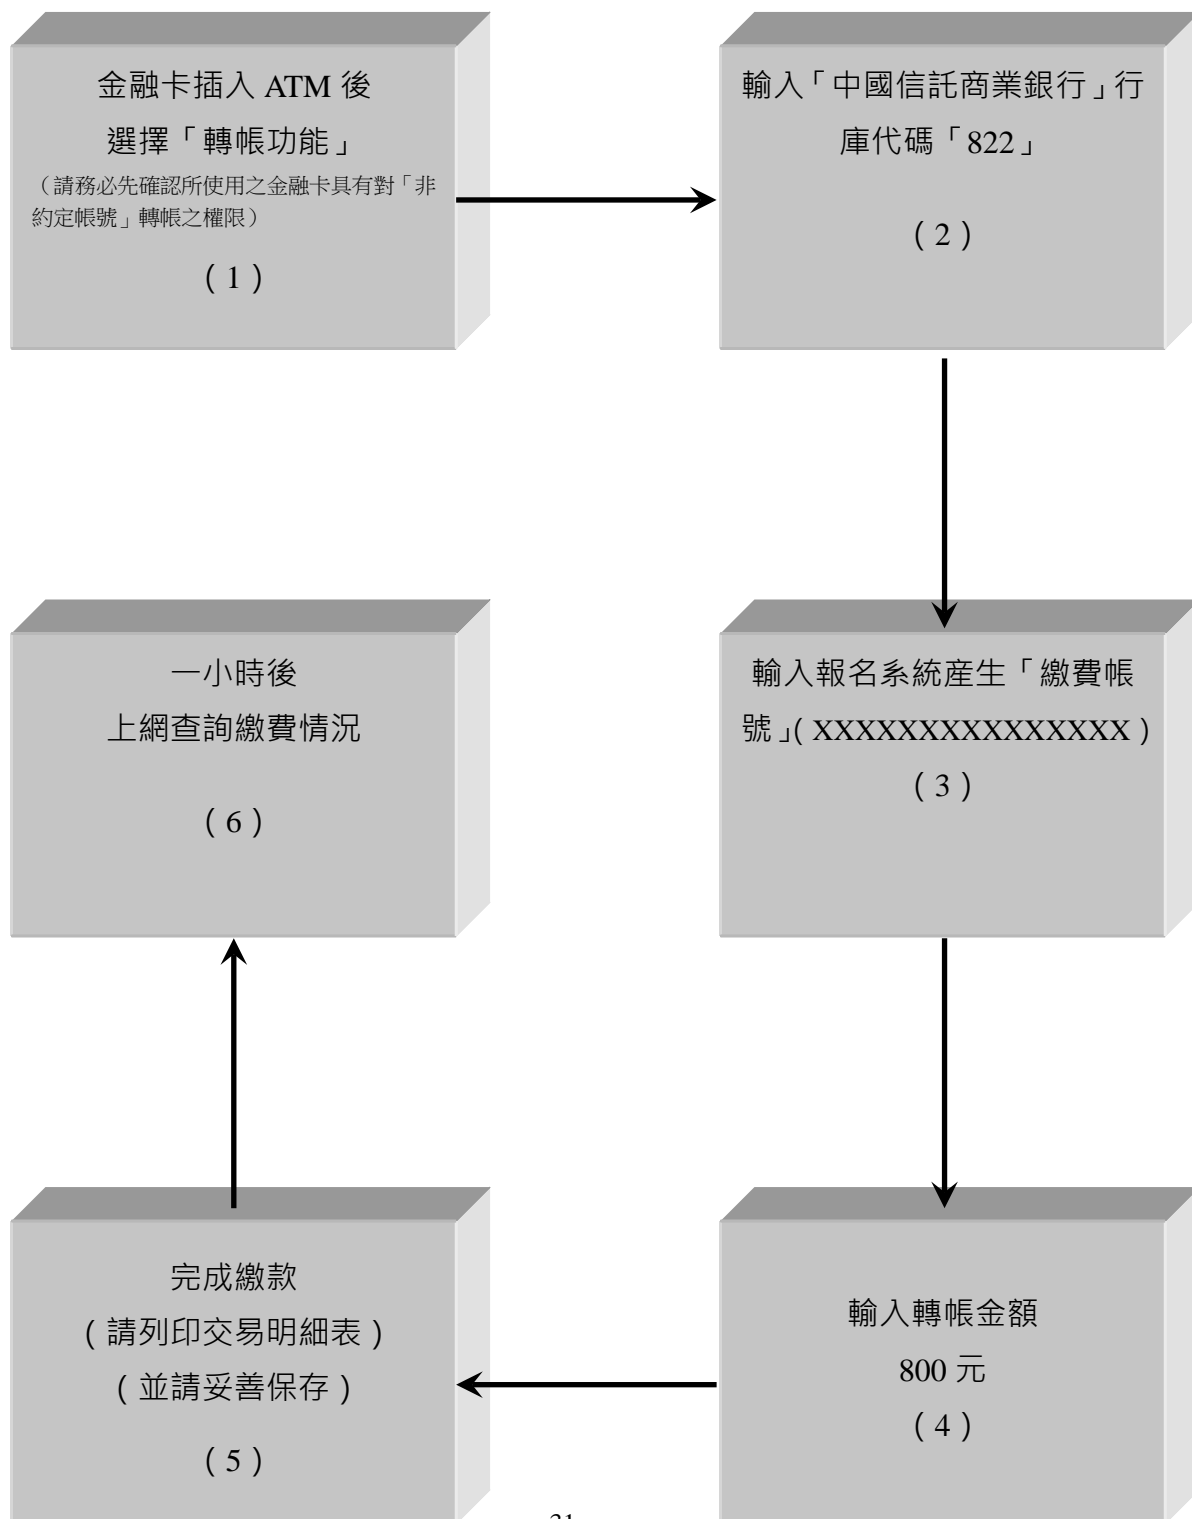 金融卡插入 ATM 後
選擇「轉帳功能」
（請務必先確認所使用之金融卡具有對「非
約定帳號」轉帳之權限）
（1）
輸入「中國信託商業銀行」行
庫代碼「822」
（2）
輸入報名系統產生「繳費帳
號」（XXXXXXXXXXXXXXX）
（3）
輸入轉帳金額
800 元
（4）
完成繳款
（請列印交易明細表）
（並請妥善保存）
（5）
一小時後
上網查詢繳費情況
（6）
31